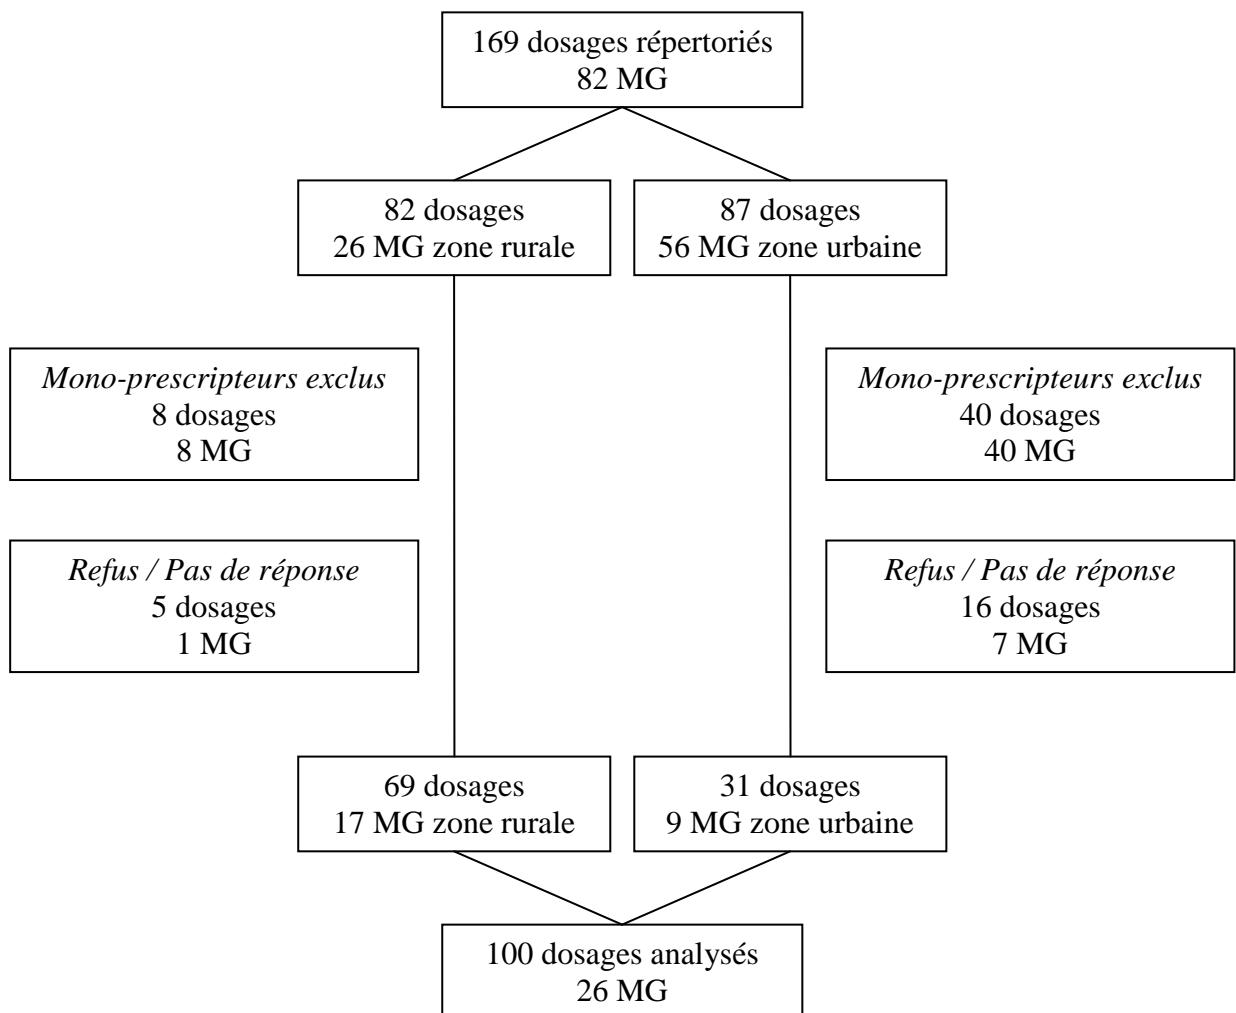 169 dosages répertoriés
82 MG
82 dosages
26 MG zone rurale
87 dosages
56 MG zone urbaine
Mono-prescripteurs exclus
8 dosages
8 MG
Mono-prescripteurs exclus
40 dosages
40 MG
Refus / Pas de réponse
5 dosages
1 MG
Refus / Pas de réponse
16 dosages
7 MG
69 dosages
17 MG zone rurale
31 dosages
9 MG zone urbaine
100 dosages analysés
26 MG